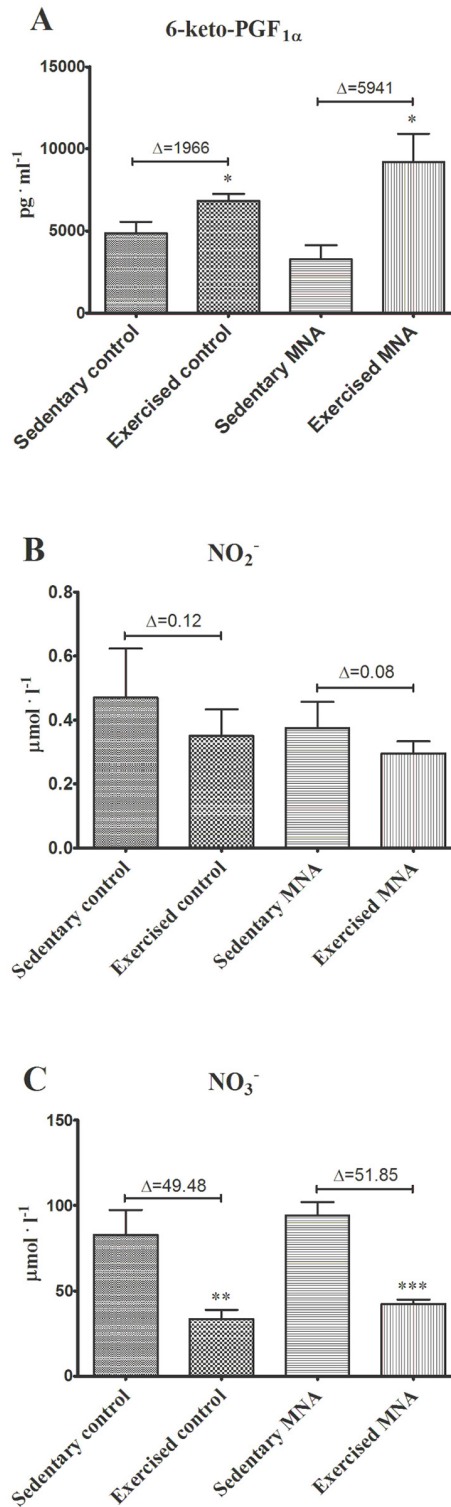 A
6-keto-PGF1α
15000
10000
5000
0
pg · ml-1
Δ=1966
*
Δ=5941
*
Sedentary control
Exercised control
Sedentary MNA
Exercised MNA
B
NO2-
0.8
0.6
0.4
0.2
0.0
μmol · l-1
Δ=0.12
Δ=0.08
Sedentary control
Exercised control
Sedentary MNA
Exercised MNA
C
NO3-
150
100
50
0
μmol · l-1
Δ=49.48
**
Δ=51.85
***
Sedentary control
Exercised control
Sedentary MNA
Exercised MNA